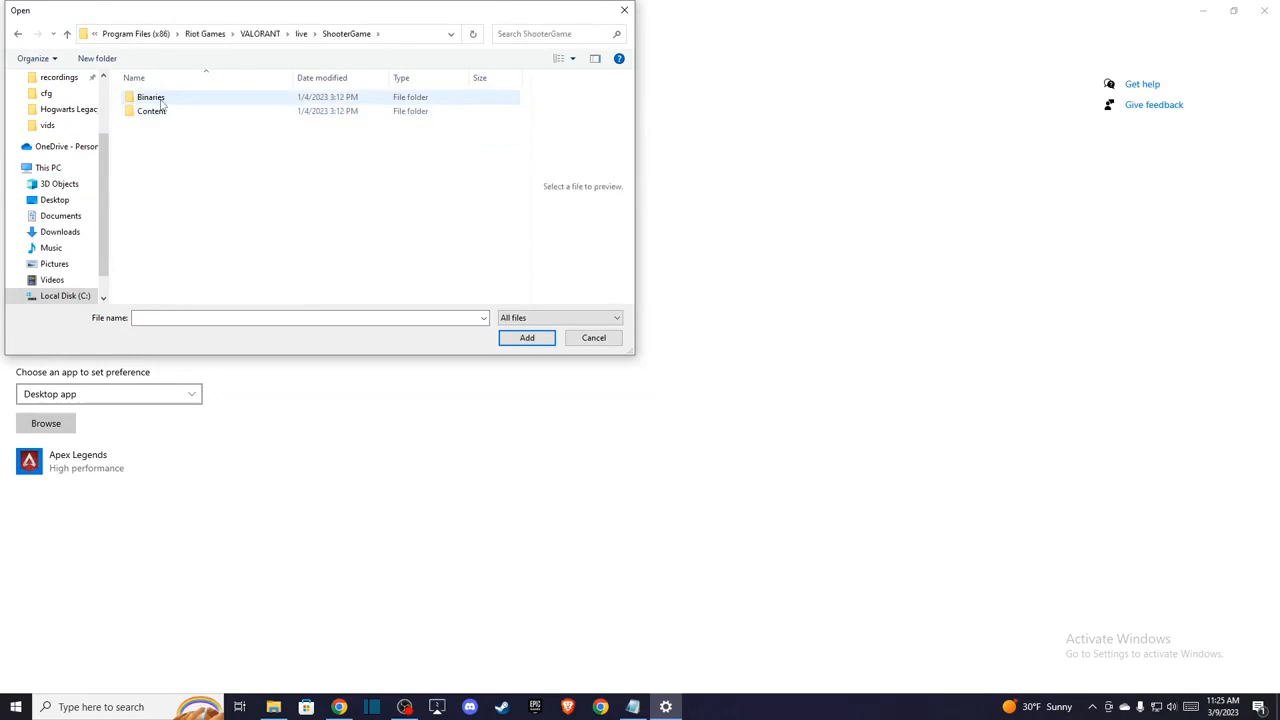 Open
Program Files (x86) › Riot Games › VALORANT › live › ShooterGame ›
Search ShooterGame
Organize
New folder
Name
Date modified
Type
Size
recordings
cfg
Hogwarts Legac
vids
OneDrive - Person
This PC
3D Objects
Desktop
Documents
Downloads
Music
Pictures
Videos
Local Disk (C:)
Binaries
1/4/2023 3:12 PM
File folder
Content
1/4/2023 3:12 PM
File folder
Select a file to preview.
File name:
All files
Add
Cancel
Get help
Give feedback
Choose an app to set preference
Desktop app
Browse
Apex Legends
High performance
Activate Windows
Go to Settings to activate Windows.
Type here to search
EPIC
30°F Sunny
11:25 AM
3/9/2023
1